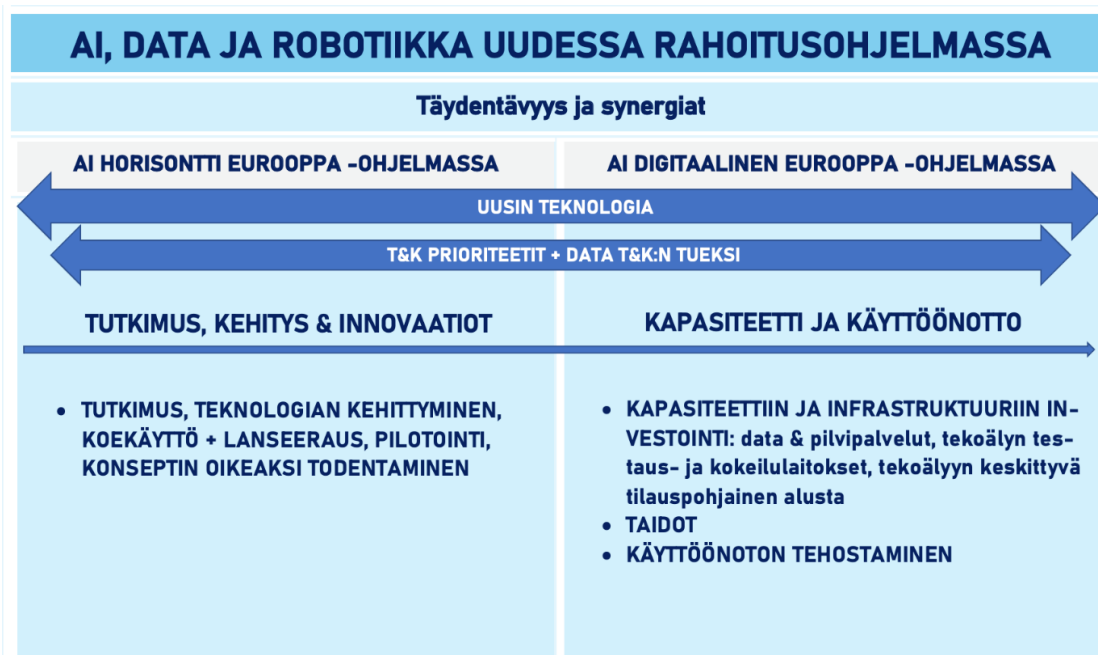 AI, DATA JA ROBOTIIKKA UUDESSA RAHOITUSOHJELMASSA
Täydentävyys ja synergiat
AI HORISONTTI EUROOPPA -OHJELMASSA
AI DIGITAALINEN EUROOPPA -OHJELMASSA
UUSIN TEKNOLOGIA
T&K PRIORITEETIT + DATA T&K:N TUEKSI
TUTKIMUS, KEHITYS & INNOVAATIOT
KAPASITEETTI JA KÄYTTÖÖNOTTO
• TUTKIMUS, TEKNOLOGIAN KEHITTYMINEN,
KOEKÄYTTÖ + LANSEERAUS, PILOTOINTI,
KONSEPTIN OIKEAKSI TODENTAMINEN
• KAPASITEETTIIN JA INFRASTRUKTUURIIN IN-
VESTOINTI: data & pilvipalvelut, tekoälyn tes-
taus- ja kokeilulaitokset, tekoälyyn keskittyvä
tilauspohjainen alusta
• TAIDOT
• KÄYTTÖÖNOTON TEHOSTAMINEN